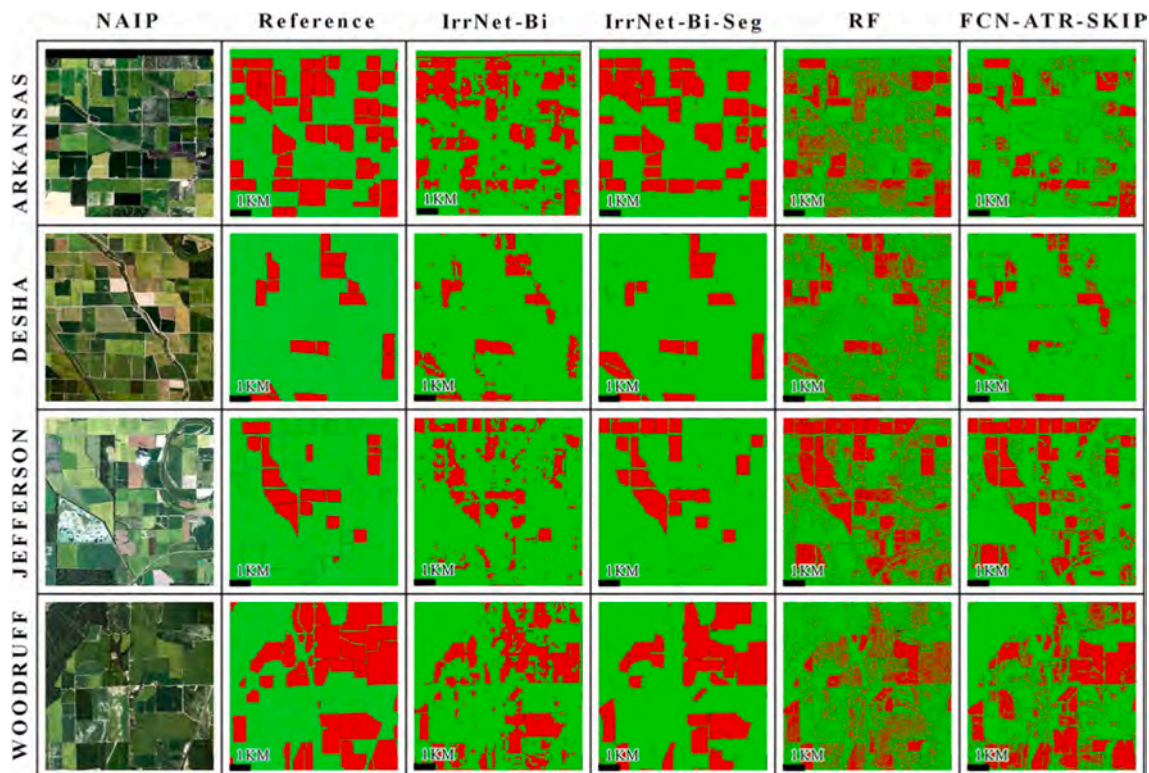 NAIP Reference IrrNet-Bi IrrNet-Bi-Seg RF FCN-ATR-SKIP
ARKANSAS
1KM 1KM 1KM 1KM 1KM
DESHA
1KM 1KM 1KM 1KM 1KM
JEFFERSON
1KM 1KM 1KM 1KM 1KM
WOODRUFF
1KM 1KM 1KM 1KM 1KM